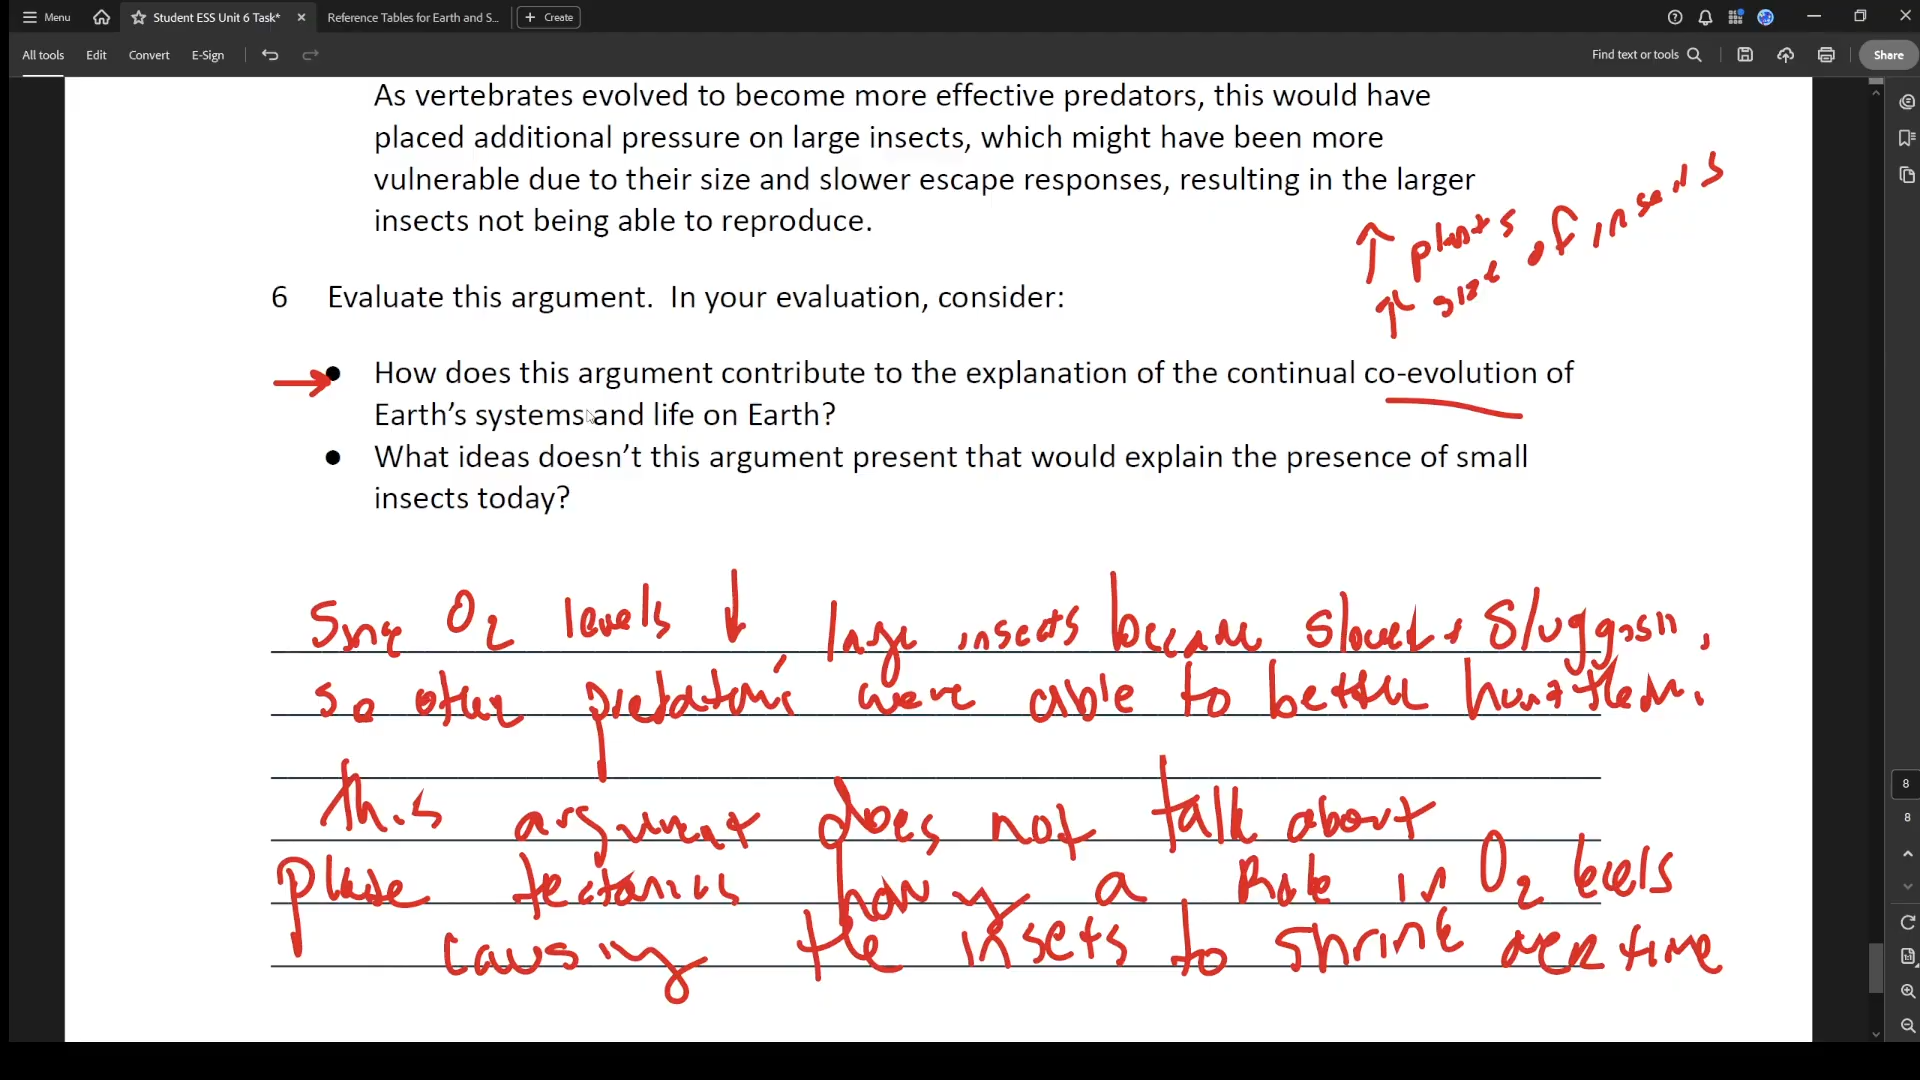 Menu
Student ESS Unit 6 Task*
Reference Tables for Earth and S...
Create
All tools Edit Convert E-Sign
Find text or tools
Share
As vertebrates evolved to become more effective predators, this would have
placed additional pressure on large insects, which might have been more
vulnerable due to their size and slower escape responses, resulting in the larger
insects not being able to reproduce.
↑ plants
↑ size of insects
6 Evaluate this argument. In your evaluation, consider:
● How does this argument contribute to the explanation of the continual co-evolution of
Earth's systems and life on Earth?
● What ideas doesn't this argument present that would explain the presence of small
insects today?
Since O2 levels ↓ large insects became slower + sluggish,
so other predators were able to better hunt them.
this argument does not talk about
plate tectonics having a Role in O2 levels
causing the insets to shrink over time
8
8